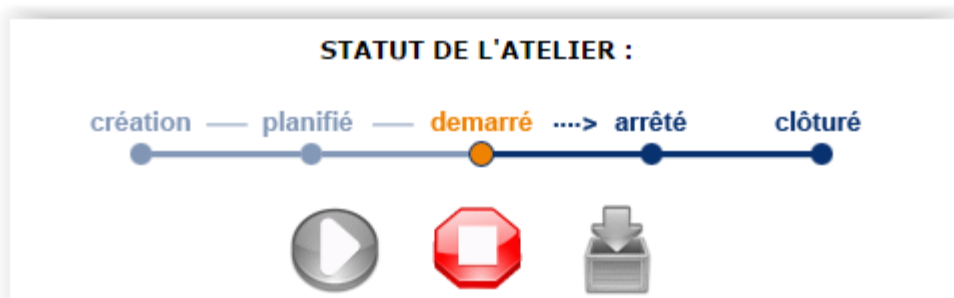 STATUT DE L'ATELIER :
création — planifié — demarré ····> arrêté clôturé